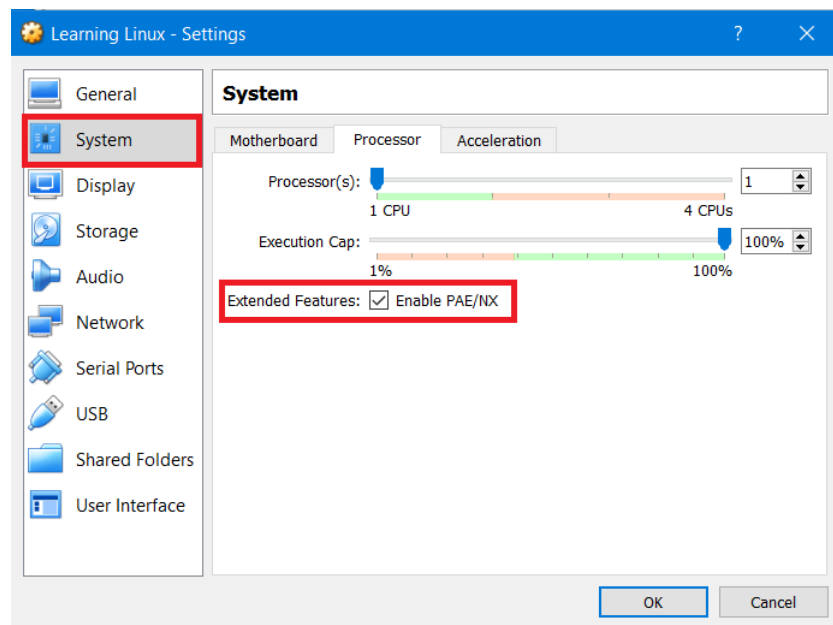 Learning Linux - Settings
?
General
System
Display
Storage
Audio
Network
Serial Ports
USB
Shared Folders
User Interface
System
Motherboard Processor Acceleration
Processor(s): 1
1 CPU 4 CPUs
Execution Cap: 100%
1% 100%
Extended Features: Enable PAE/NX
OK Cancel